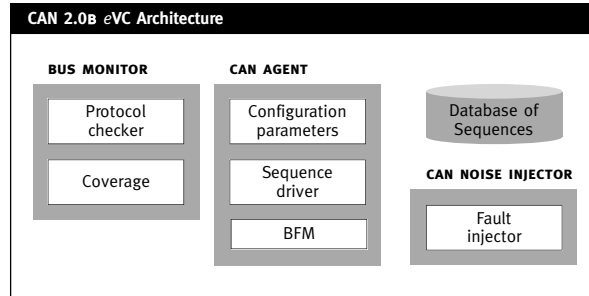 CAN 2.0B eVC Architecture
BUS MONITOR
Protocol
checker
Coverage
CAN AGENT
Configuration
parameters
Sequence
driver
BFM
Database of
Sequences
CAN NOISE INJECTOR
Fault
injector